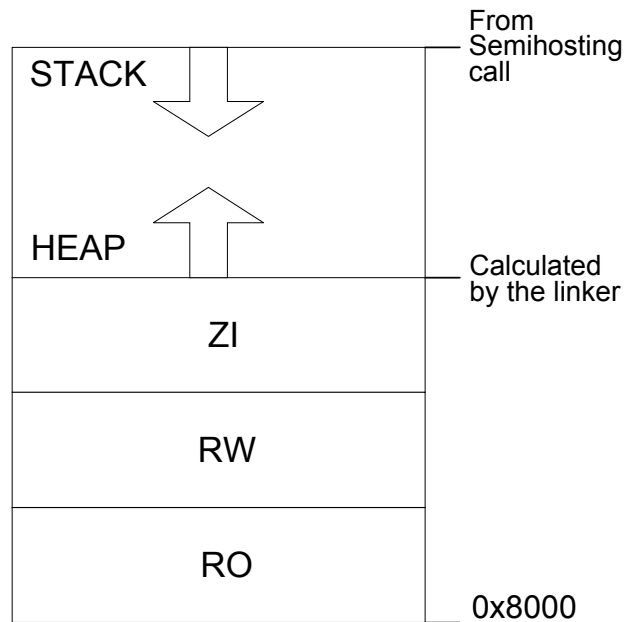 From
Semihosting
call
STACK
HEAP
Calculated
by the linker
ZI
RW
RO
0x8000